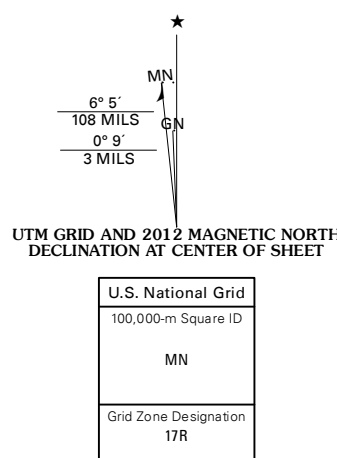 ★
MN
6° 5´
108 MILS
GN
0° 9´
3 MILS
UTM GRID AND 2012 MAGNETIC NORTH
DECLINATION AT CENTER OF SHEET
U.S. National Grid
100,000-m Square ID
MN
Grid Zone Designation
17R